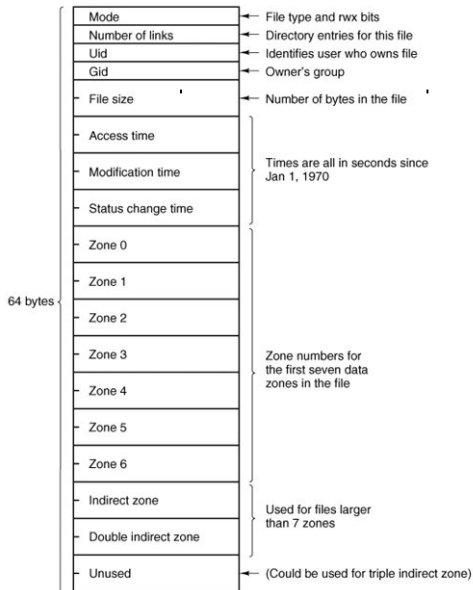 Mode
File type and rwx bits
Number of links
Directory entries for this file
Uid
Identifies user who owns file
Gid
Owner's group
File size
Number of bytes in the file
Access time
Modification time
Status change time
Times are all in seconds since
Jan 1, 1970
64 bytes
Zone 0
Zone 1
Zone 2
Zone 3
Zone 4
Zone 5
Zone 6
Zone numbers for
the first seven data
zones in the file
Indirect zone
Double indirect zone
Used for files larger
than 7 zones
Unused
(Could be used for triple indirect zone)